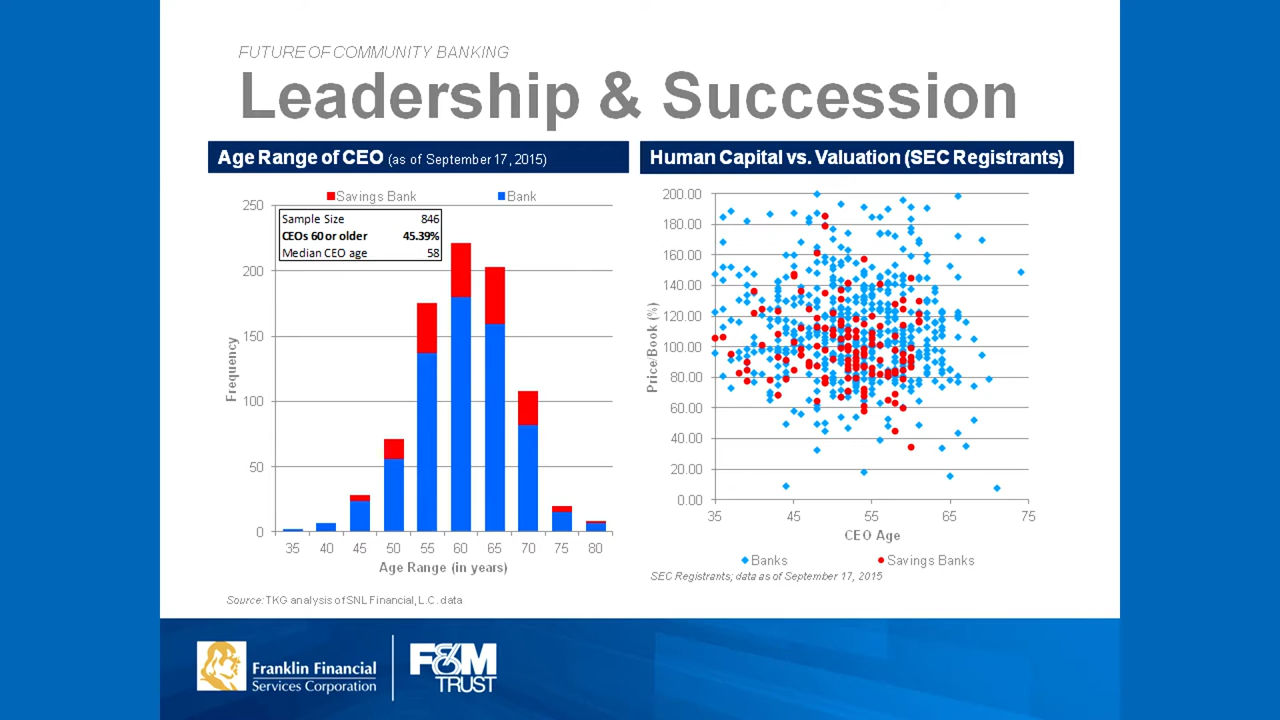 FUTURE OF COMMUNITY BANKING
Leadership & Succession
Age Range of CEO (as of September 17, 2015)
Savings Bank
Bank
Sample Size 846
CEOs 60 or older 45.39%
Median CEO age 58
Frequency
250
200
150
100
50
0
35 40 45 50 55 60 65 70 75 80
Age Range (in years)
Source: TKG analysis of SNL Financial, L.C. data
Human Capital vs. Valuation (SEC Registrants)
Price/Book (%)
200.00
180.00
160.00
140.00
120.00
100.00
80.00
60.00
40.00
20.00
0.00
35 45 55 65 75
CEO Age
Banks
Savings Banks
SEC Registrants; data as of September 17, 2015
Franklin Financial
Services Corporation
F&M
TRUST